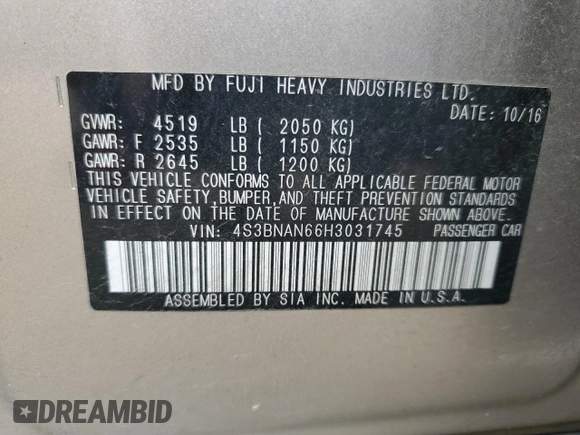 MFD BY FUJI HEAVY INDUSTRIES LTD.
DATE: 10/16
GVWR: 4519 LB ( 2050 KG)
GAWR: F 2535 LB ( 1150 KG)
GAWR: R 2645 LB ( 1200 KG)
THIS VEHICLE CONFORMS TO ALL APPLICABLE FEDERAL MOTOR
VEHICLE SAFETY, BUMPER, AND THEFT PREVENTION STANDARDS
IN EFFECT ON THE DATE OF MANUFACTURE SHOWN ABOVE.
VIN: 4S3BNAN66H3031745 PASSENGER CAR
ASSEMBLED BY SIA INC. MADE IN U.S.A.
DREAMBID